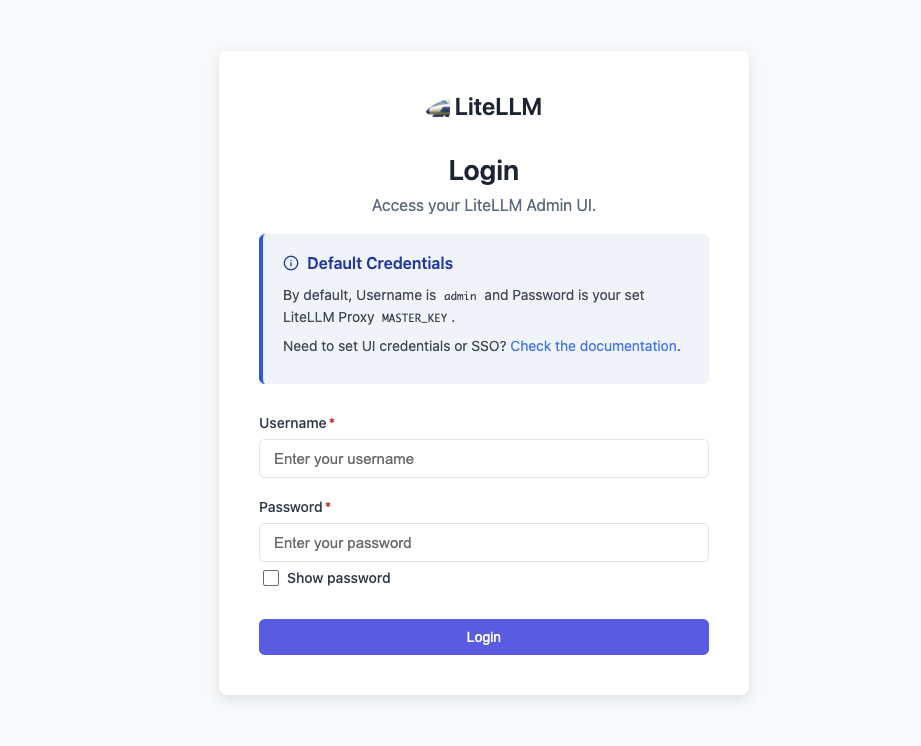 LiteLLM
Login
Access your LiteLLM Admin UI.
Default Credentials
By default, Username is admin and Password is your set
LiteLLM Proxy MASTER_KEY.
Need to set UI credentials or SSO? Check the documentation.
Username*
Enter your username
Password*
Enter your password
Show password
Login